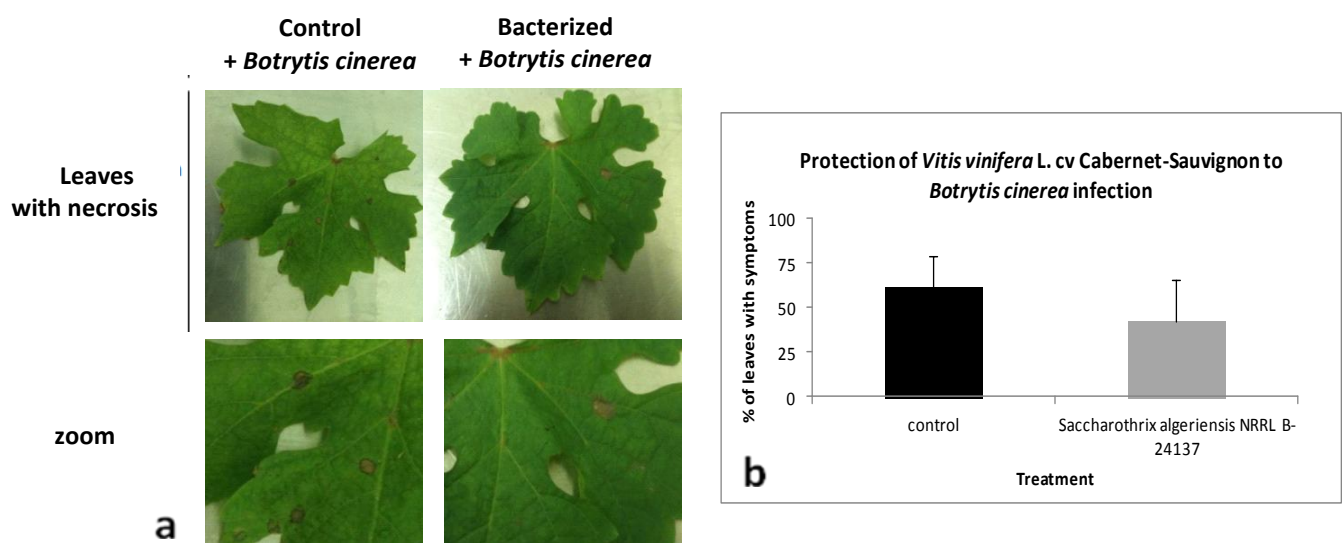 Control
+ Botrytis cinerea
Bacterized
+ Botrytis cinerea
Leaves
with necrosis
zoom
a
Protection of Vitis vinifera L. cv Cabernet-Sauvignon to
Botrytis cinerea infection
% of leaves with symptoms
100
75
50
25
0
control
Saccharothrix algeriensis NRRL B-
24137
Treatment
b